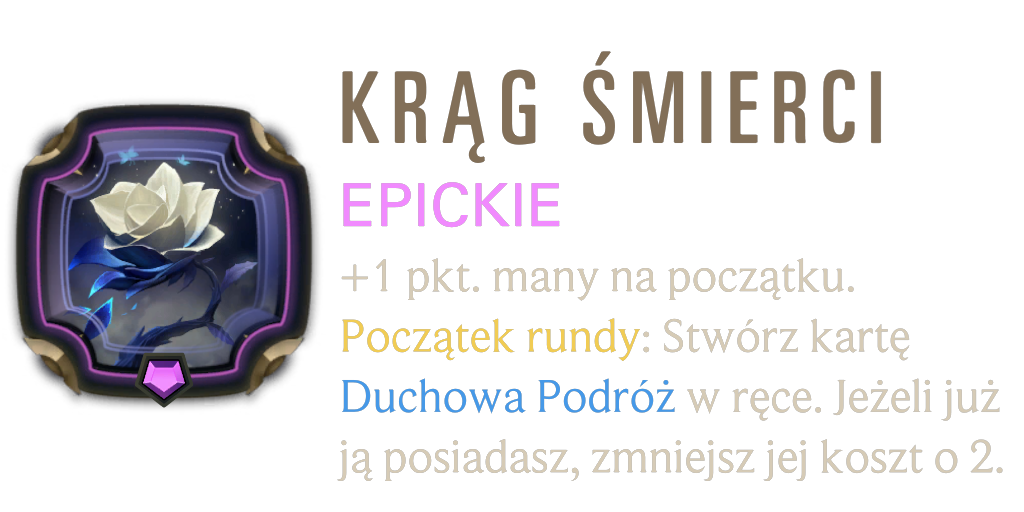 KRĄG ŚMIERCI
EPICKIE
+1 pkt. many na początku.
Początek rundy: Stwórz kartę
Duchowa Podróż w ręce. Jeżeli już
ją posiadasz, zmniejsz jej koszt o 2.